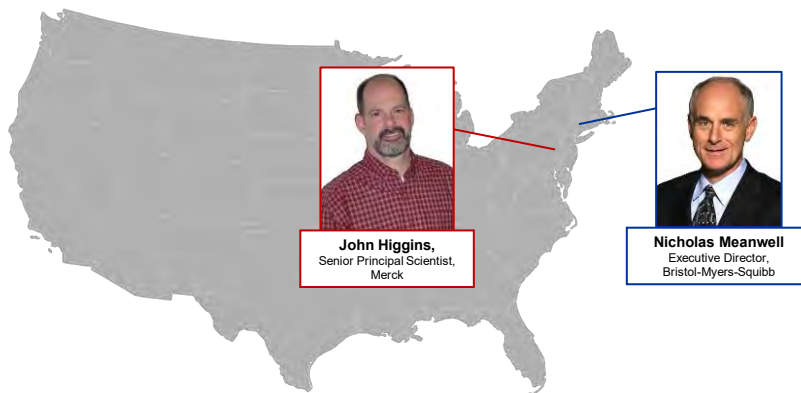 John Higgins,
Senior Principal Scientist,
Merck
Nicholas Meanwell
Executive Director,
Bristol-Myers-Squibb